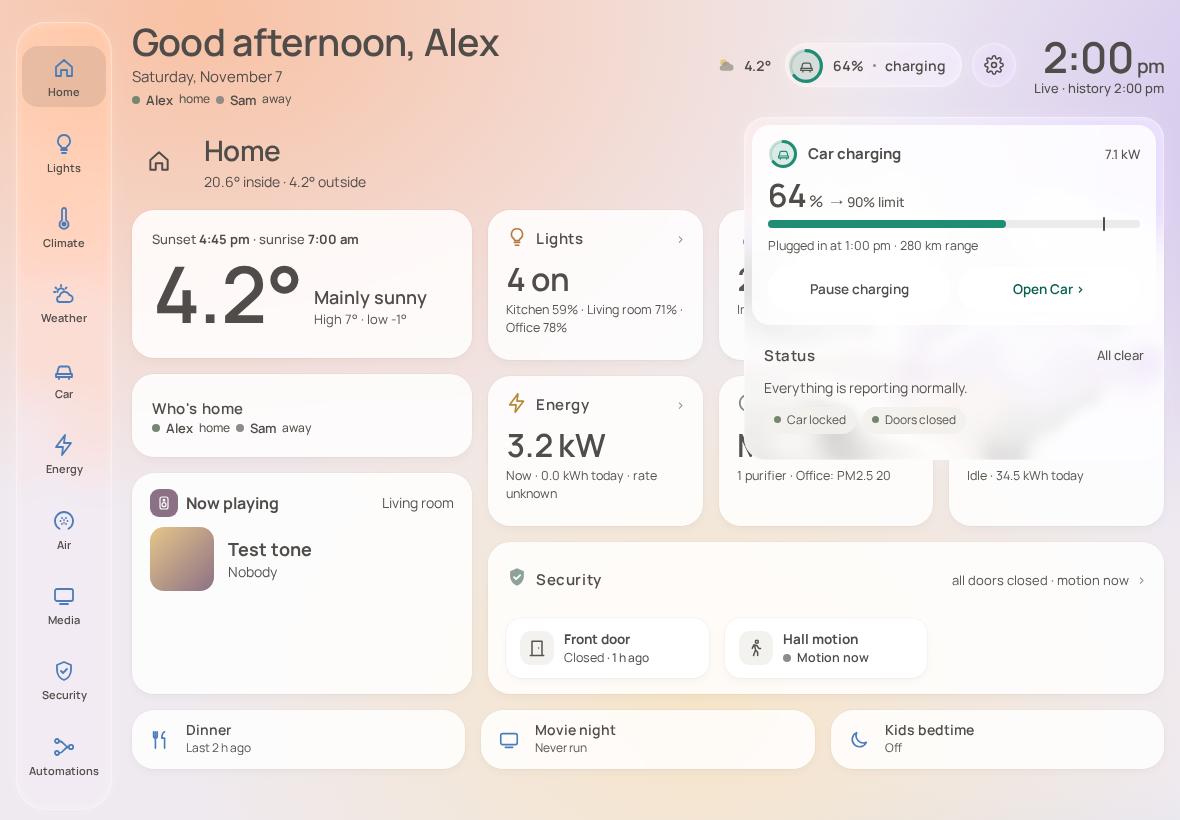 Good afternoon, Alex
Saturday, November 7
Alex home Sam away
4.2°
64% • charging
2:00 pm
Live · history 2:00 pm
Home
Lights
Climate
Weather
Car
Energy
Air
Media
Security
Automations
Home
20.6° inside · 4.2° outside
Sunset 4:45 pm · sunrise 7:00 am
4.2°
Mainly sunny
High 7° · low -1°
Who's home
Alex home Sam away
Now playing
Living room
Test tone
Nobody
Lights ›
4 on
Kitchen 59% · Living room 71% ·
Office 78%
Energy ›
3.2 kW
Now · 0.0 kWh today · rate
unknown
Car charging
7.1 kW
64 % → 90% limit
Plugged in at 1:00 pm · 280 km range
Pause charging
Open Car ›
Status
All clear
Everything is reporting normally.
Car locked
Doors closed
1 purifier · Office: PM2.5 20
Idle · 34.5 kWh today
Security
all doors closed · motion now ›
Front door
Closed · 1 h ago
Hall motion
Motion now
Dinner
Last 2 h ago
Movie night
Never run
Kids bedtime
Off